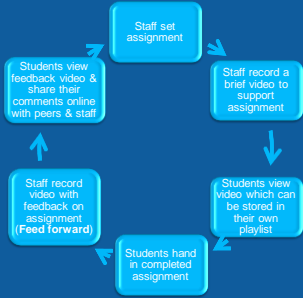 Staff set
assignment
Staff record a
brief video to
support
assignment
Students view
video which can
be stored in
their own
playlist
Students hand
in completed
assignment
Staff record
video with
feedback on
assignment
(Feed forward)
Students view
feedback video &
share their
comments online
with peers & staff